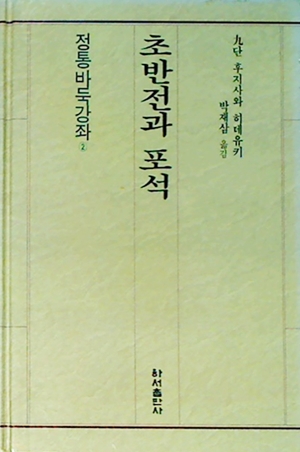 九단 후지사와 히데유키
박재삼 옮김
초반전과 포석
정통바둑강좌 ②
하서출판사